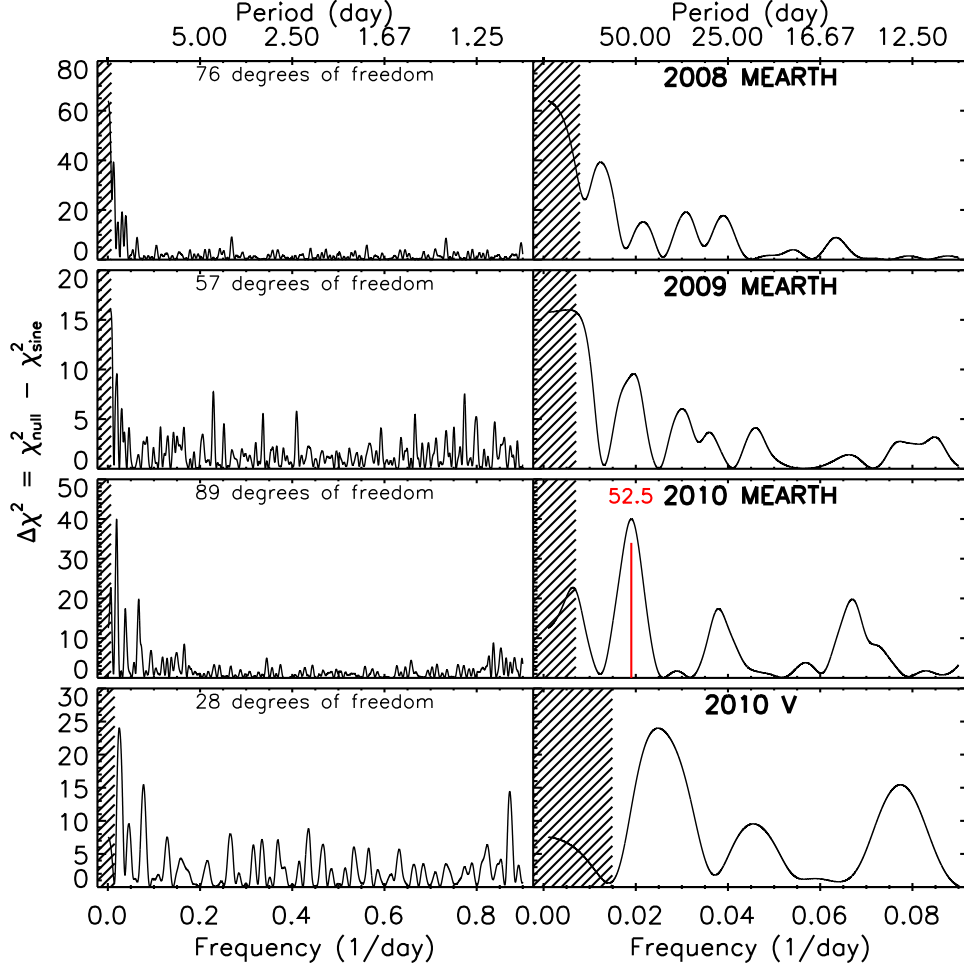 Period (day) Period (day)
5.00 2.50 1.67 1.25 50.00 25.00 16.67 12.50
80 76 degrees of freedom 2008 MEARTH
60
40
20
0
20 57 degrees of freedom 2009 MEARTH
15
10
5
0
50 89 degrees of freedom 52.5 2010 MEARTH
40
30
20
10
0
30 28 degrees of freedom 2010 V
25
20
15
10
5
0
Δχ² = χ²null − χ²sine
0.0 0.2 0.4 0.6 0.8 0.00 0.02 0.04 0.06 0.08
Frequency (1/day) Frequency (1/day)